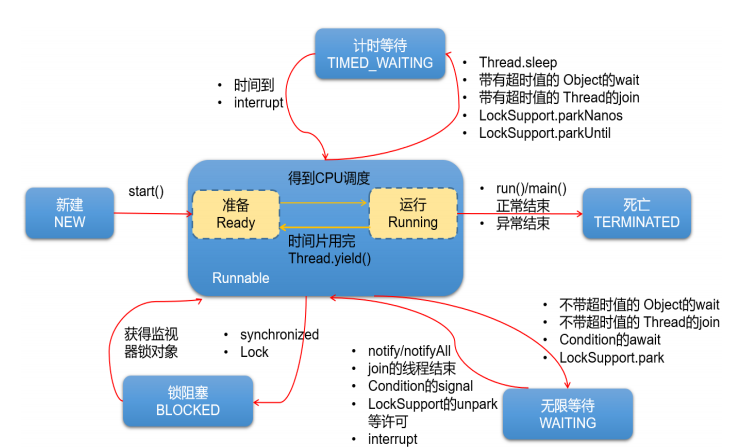 计时等待
TIMED_WAITING
• 时间到
• interrupt
• Thread.sleep
• 带有超时值的 Object的wait
• 带有超时值的 Thread的join
• LockSupport.parkNanos
• LockSupport.parkUntil
新建
NEW
start()
得到CPU调度
准备
Ready
运行
Running
时间片用完
Thread.yield()
Runnable
• run()/main()
正常结束
• 异常结束
死亡
TERMINATED
获得监视
器锁对象
• synchronized
• Lock
锁阻塞
BLOCKED
• notify/notifyAll
• join的线程结束
• Condition的signal
• LockSupport的unpark
等许可
• interrupt
• 不带超时值的 Object的wait
• 不带超时值的 Thread的join
• Condition的await
• LockSupport.park
无限等待
WAITING